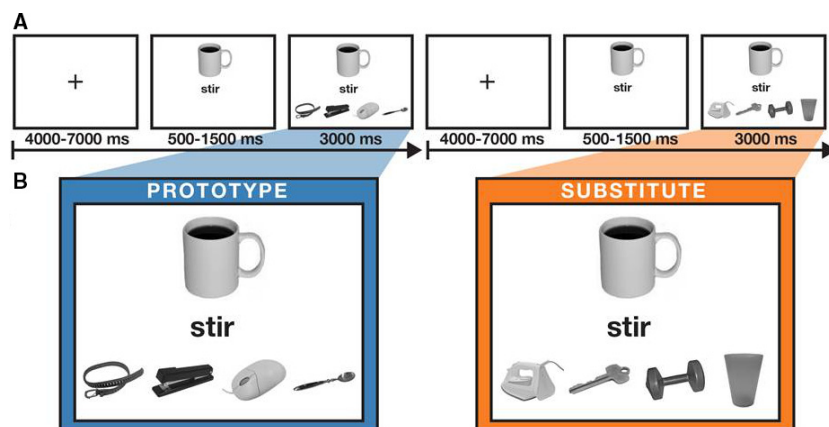 A
+
stir
stir
+
stir
stir
4000-7000 ms 500-1500 ms 3000 ms 4000-7000 ms 500-1500 ms 3000 ms
B
PROTOTYPE
stir
SUBSTITUTE
stir